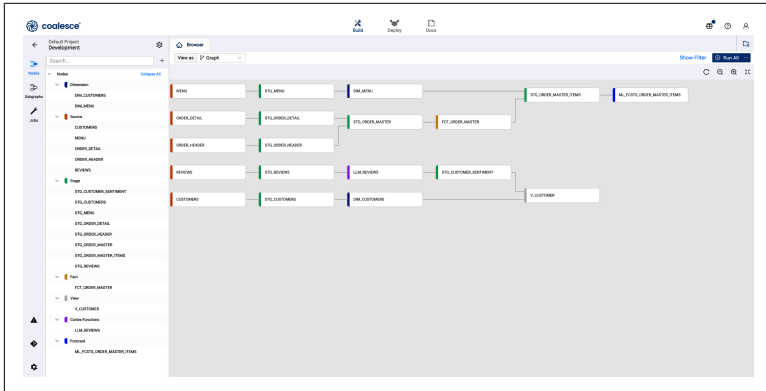 coalesce
Build
Deploy
Docs
Default Project
Development
Browser
Search...
View as
Graph
Show Filter
Run All
Nodes
Subgraphs
Jobs
Nodes
Collapse All
Dimension
DIM_CUSTOMERS
DIM_MENU
Source
CUSTOMERS
MENU
ORDER_DETAIL
ORDER_HEADER
REVIEWS
Stage
STG_CUSTOMER_SENTIMENT
STG_CUSTOMERS
STG_MENU
STG_ORDER_DETAIL
STG_ORDER_HEADER
STG_ORDER_MASTER
STG_ORDER_MASTER_ITEMS
STG_REVIEWS
Fact
FCT_ORDER_MASTER
View
V_CUSTOMER
Cortex Functions
LLM_REVIEWS
Forecast
ML_FCSTS_ORDER_MASTER_ITEMS
MENU
STG_MENU
DIM_MENU
STG_ORDER_MASTER_ITEMS
ML_FCSTS_ORDER_MASTER_ITEMS
ORDER_DETAIL
STG_ORDER_DETAIL
STG_ORDER_MASTER
FCT_ORDER_MASTER
ORDER_HEADER
STG_ORDER_HEADER
REVIEWS
STG_REVIEWS
LLM_REVIEWS
STG_CUSTOMER_SENTIMENT
V_CUSTOMER
CUSTOMERS
STG_CUSTOMERS
DIM_CUSTOMERS